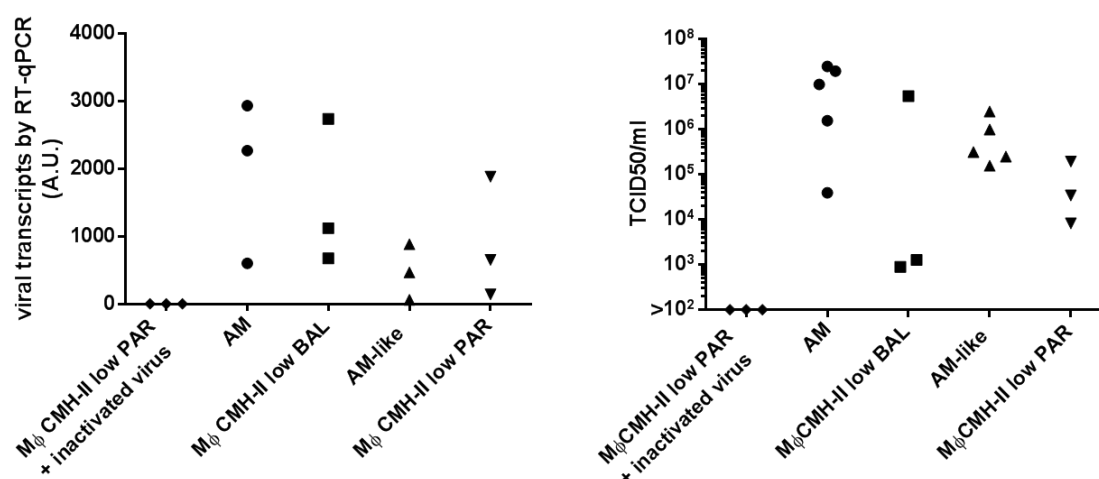 viral transcripts by RT-qPCR
(A.U.)
4000
3000
2000
1000
0
Mϕ CMH-II low PAR
+ inactivated virus
AM
Mϕ CMH-II low BAL
AM-like
Mϕ CMH-II low PAR
TCID50/ml
10⁸
10⁷
10⁶
10⁵
10⁴
10³
>10²
MϕCMH-II low PAR
+ inactivated virus
AM
MϕCMH-II low BAL
AM-like
MϕCMH-II low PAR